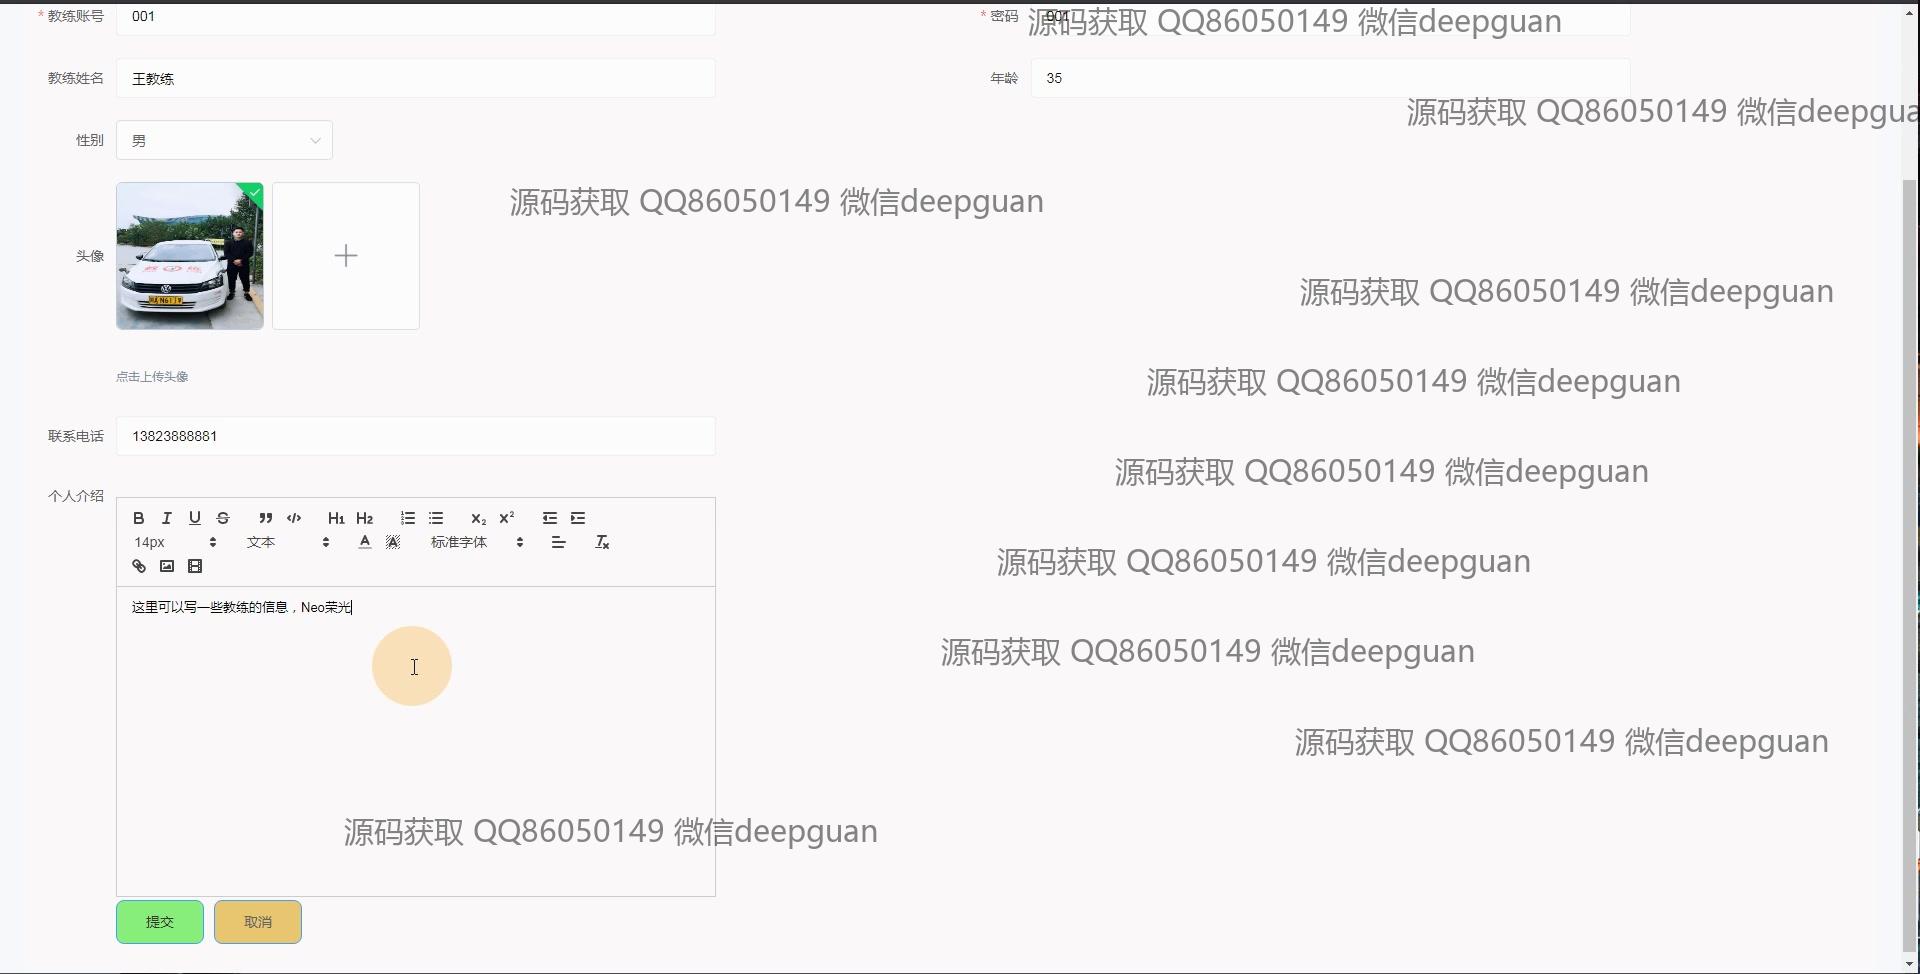 * 教练账号 001
* 密码 001
源码获取 QQ86050149 微信deepguan
教练姓名 王教练
年龄 35
源码获取 QQ86050149 微信deepgua
性别 男
源码获取 QQ86050149 微信deepguan
头像
源码获取 QQ86050149 微信deepguan
点击上传头像
源码获取 QQ86050149 微信deepguan
联系电话 13823888881
源码获取 QQ86050149 微信deepguan
个人介绍
B I U S ” </> H1 H2 X2 X2
14px 文本 A A 标准字体 Tx
源码获取 QQ86050149 微信deepguan
这里可以写一些教练的信息，Neo荣光
源码获取 QQ86050149 微信deepguan
源码获取 QQ86050149 微信deepguan
源码获取 QQ86050149 微信deepguan
提交 取消